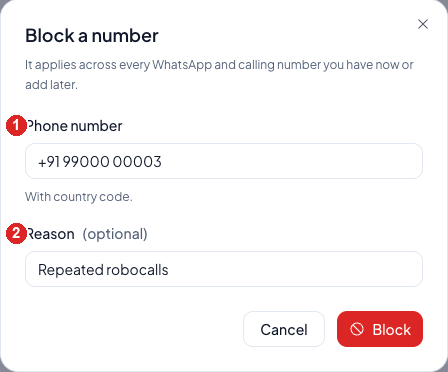 Block a number
It applies across every WhatsApp and calling number you have now or
add later.
1 Phone number
+91 99000 00003
With country code.
2 Reason (optional)
Repeated robocalls
Cancel
Block